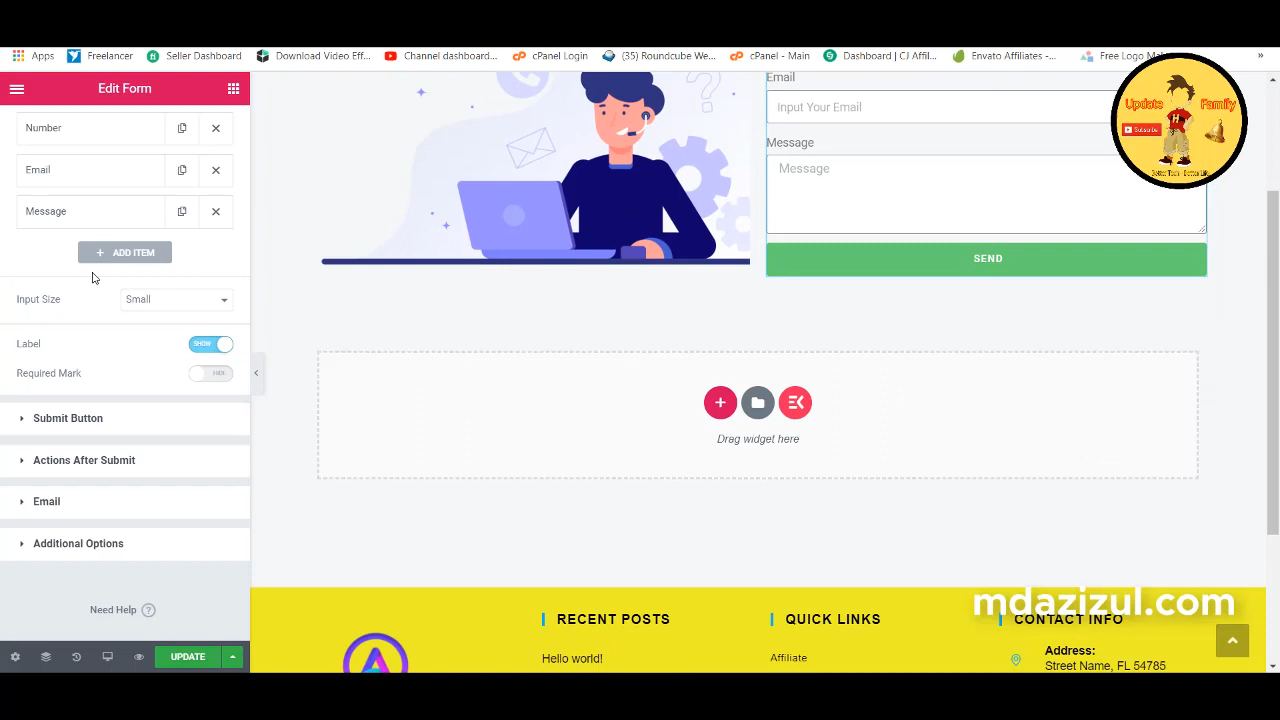 Apps Freelancer Seller Dashboard Download Video Eff... Channel dashboard... cPanel Login (35) Roundcube We... cPanel - Main Dashboard | CJ Affil... Envato Affiliates -... Free Logo Ma »
Edit Form
Number
Email
Message
+ ADD ITEM
Input Size Small
Label SHOW
Required Mark HIDE
Submit Button
Actions After Submit
Email
Additional Options
Need Help ?
UPDATE
Email
Input Your Email
Message
Message
SEND
Update Family
H
Subscribe
Drag widget here
mdazizul.com
RECENT POSTS
Hello world!
QUICK LINKS
Affiliate
CONTACT INFO
Address:
Street Name, FL 54785